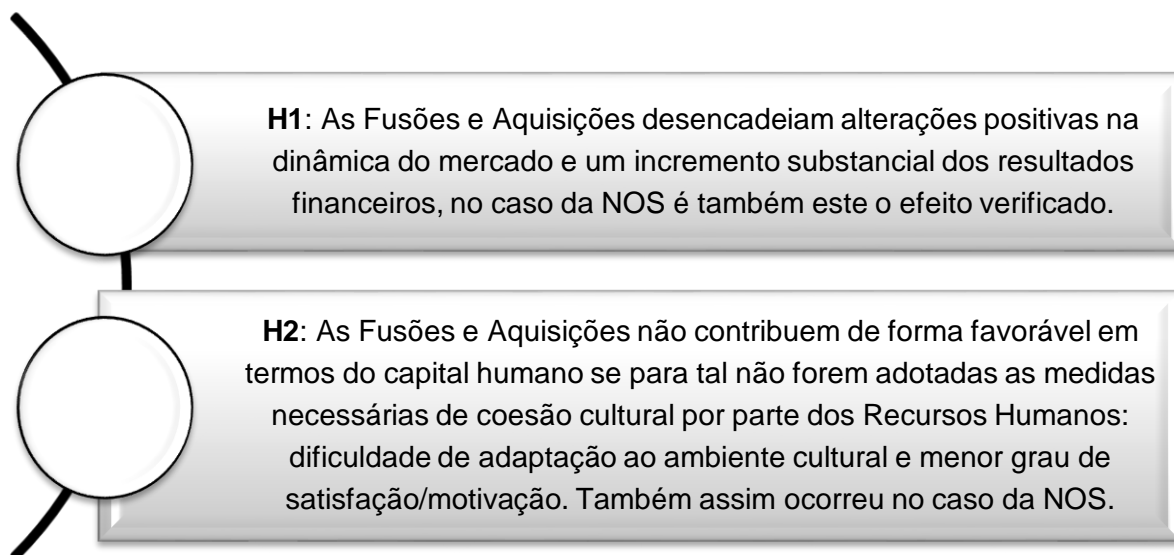 H1: As Fusões e Aquisições desencadeiam alterações positivas na
dinâmica do mercado e um incremento substancial dos resultados
financeiros, no caso da NOS é também este o efeito verificado.
H2: As Fusões e Aquisições não contribuem de forma favorável em
termos do capital humano se para tal não forem adotadas as medidas
necessárias de coesão cultural por parte dos Recursos Humanos:
dificuldade de adaptação ao ambiente cultural e menor grau de
satisfação/motivação. Também assim ocorreu no caso da NOS.